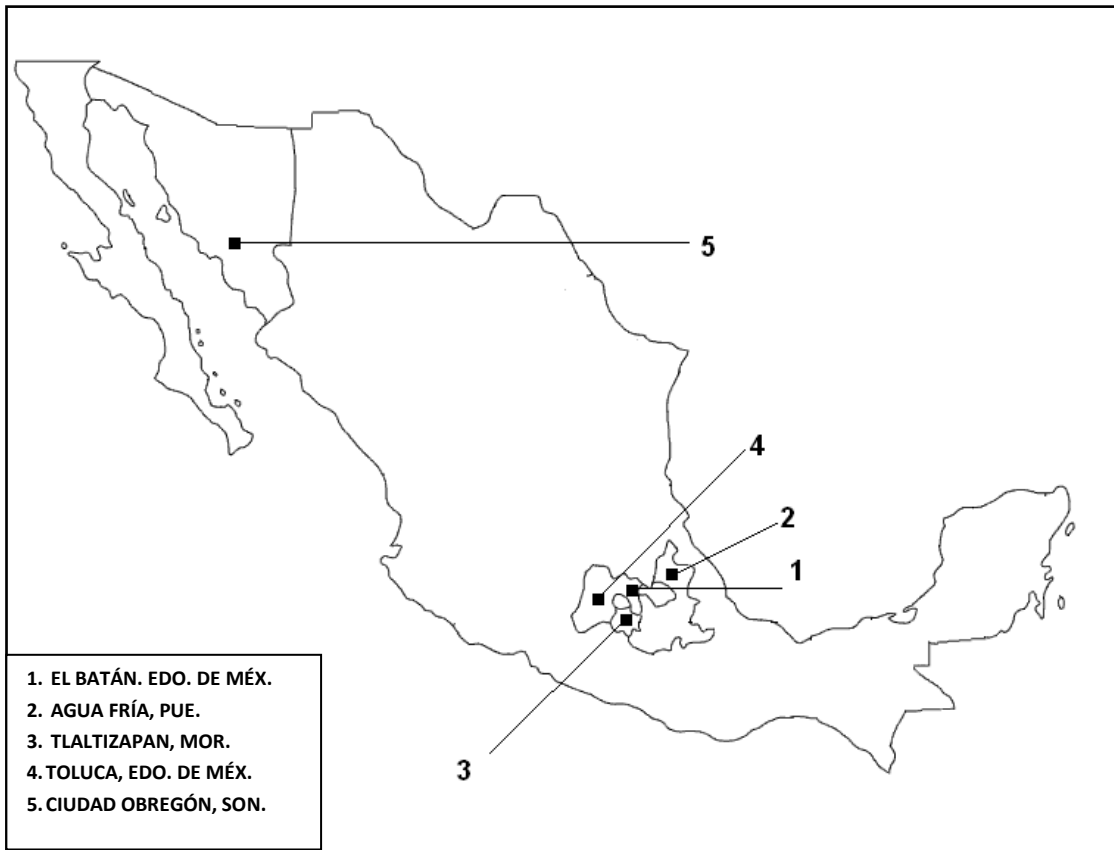 5
4
2
1
3
1. EL BATÁN. EDO. DE MÉX.
2. AGUA FRÍA, PUE.
3. TLALTIZAPAN, MOR.
4. TOLUCA, EDO. DE MÉX.
5. CIUDAD OBREGÓN, SON.